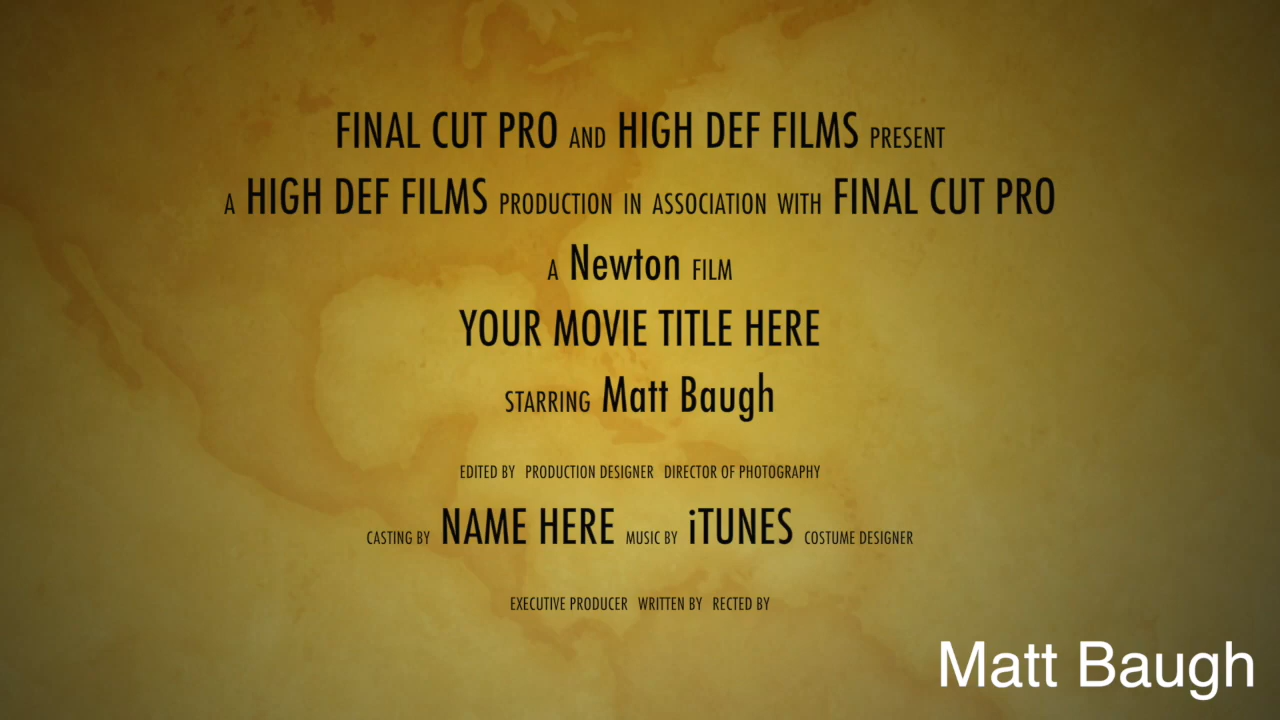 FINAL CUT PRO AND HIGH DEF FILMS PRESENT
A HIGH DEF FILMS PRODUCTION IN ASSOCIATION WITH FINAL CUT PRO
A Newton FILM
YOUR MOVIE TITLE HERE
STARRING Matt Baugh
EDITED BY PRODUCTION DESIGNER DIRECTOR OF PHOTOGRAPHY
CASTING BY NAME HERE MUSIC BY iTUNES COSTUME DESIGNER
EXECUTIVE PRODUCER WRITTEN BY RECTED BY
Matt Baugh